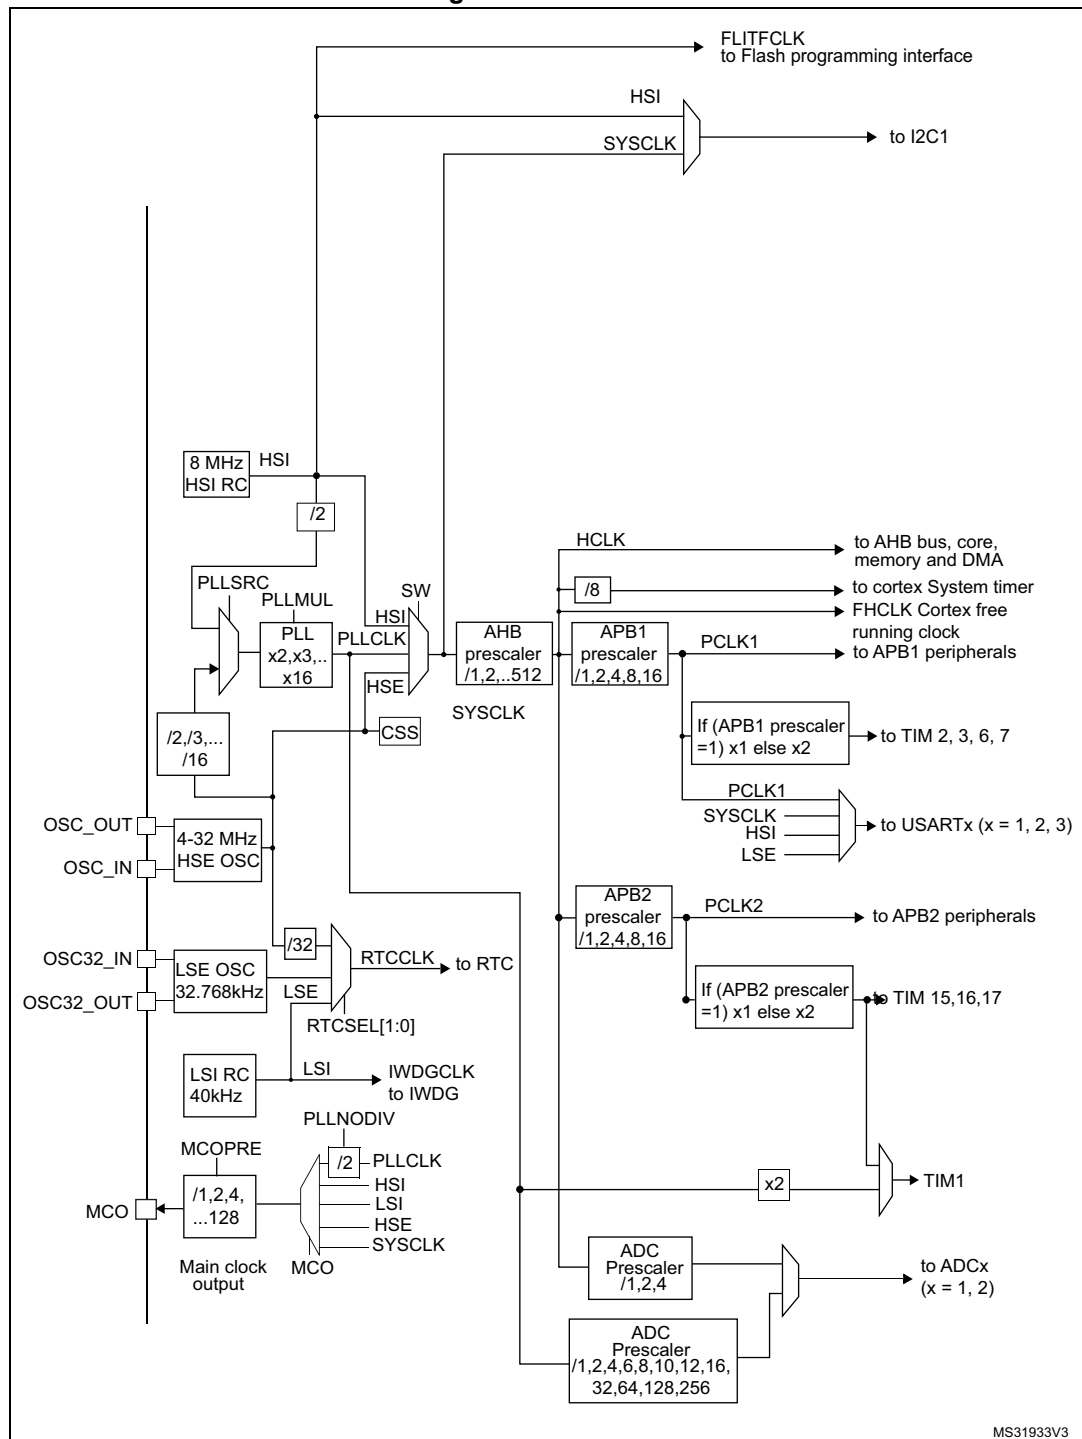 FLITFCLK
to Flash programming interface
HSI
to I2C1
SYSCLK
8 MHz
HSI RC
HSI
/2
HCLK
to AHB bus, core,
memory and DMA
/8
to cortex System timer
FHCLK Cortex free
running clock
PLLSRC
PLLMUL
PLL
x2,x3,..
x16
PLLCLK
HSI
HSE
SW
AHB
prescaler
/1,2,..512
SYSCLK
APB1
prescaler
/1,2,4,8,16
PCLK1
to APB1 peripherals
/2,/3,...
/16
CSS
If (APB1 prescaler
=1) x1 else x2
to TIM 2, 3, 6, 7
PCLK1
SYSCLK
HSI
LSE
to USARTx (x = 1, 2, 3)
OSC_OUT
OSC_IN
4-32 MHz
HSE OSC
APB2
prescaler
/1,2,4,8,16
PCLK2
to APB2 peripherals
OSC32_IN
OSC32_OUT
LSE OSC
32.768kHz
/32
LSE
RTCCLK
to RTC
RTCSEL[1:0]
If (APB2 prescaler
=1) x1 else x2
to TIM 15,16,17
LSI RC
40kHz
LSI
IWDGCLK
to IWDG
PLLNODIV
MCOPRE
/2
PLLCLK
HSI
LSI
HSE
SYSCLK
MCO
/1,2,4,
...128
Main clock
output
MCO
x2
TIM1
ADC
Prescaler
/1,2,4
to ADCx
(x = 1, 2)
ADC
Prescaler
/1,2,4,6,8,10,12,16,
32,64,128,256
MS31933V3